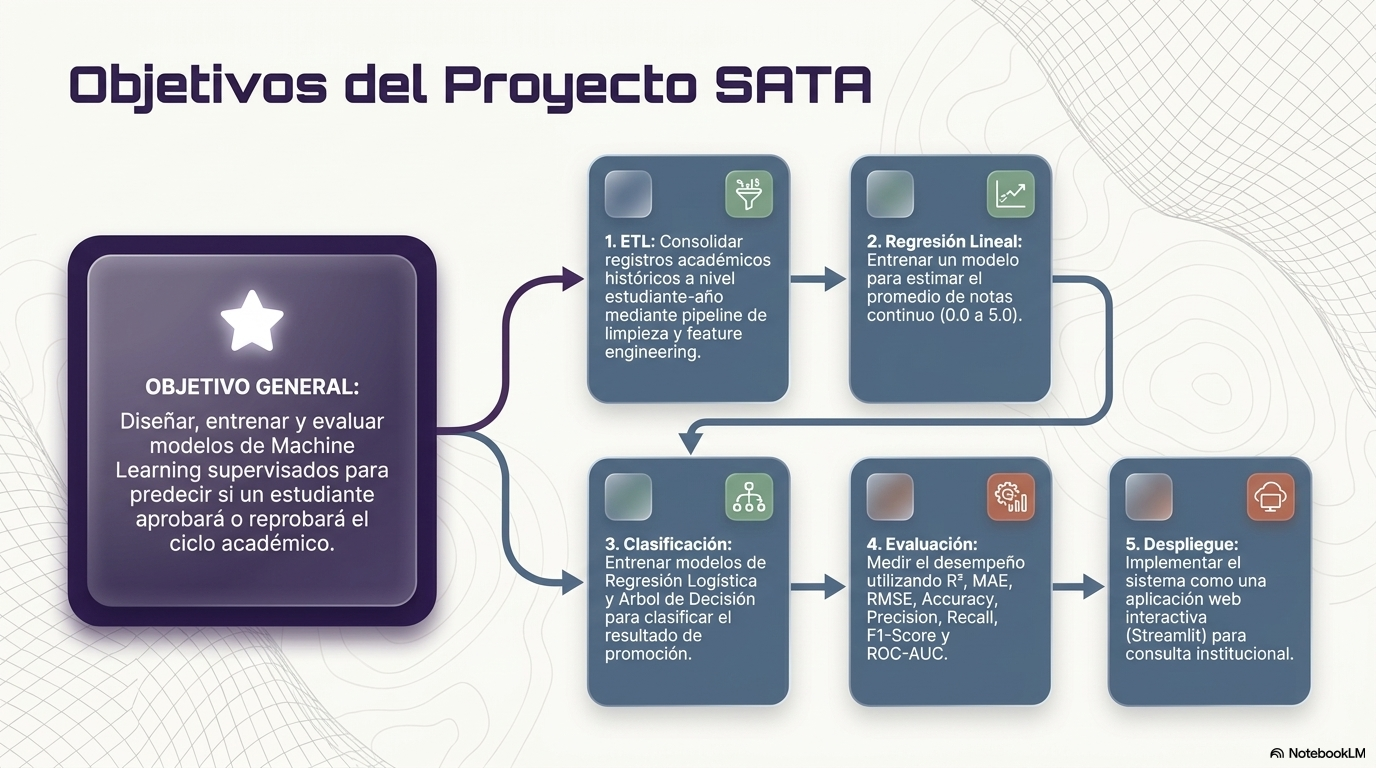 Objetivos del Proyecto SATA
OBJETIVO GENERAL:
Diseñar, entrenar y evaluar
modelos de Machine
Learning supervisados para
predecir si un estudiante
aprobará o reprobará el
ciclo académico.
1. ETL: Consolidar
registros académicos
históricos a nivel
estudiante-año
mediante pipeline de
limpieza y feature
engineering.
2. Regresión Lineal:
Entrenar un modelo
para estimar el
promedio de notas
continuo (0.0 a 5.0).
3. Clasificación:
Entrenar modelos de
Regresión Logística
y Arbol de Decisión
para clasificar el
resultado de
promoción.
4. Evaluación:
Medir el desempeño
utilizando R², MAE,
RMSE, Accuracy,
Precision, Recall,
F1-Score y
ROC-AUC.
5. Despliegue:
Implementar el
sistema como una
aplicación web
interactiva
(Streamlit) para
consulta institucional.
NotebookLM